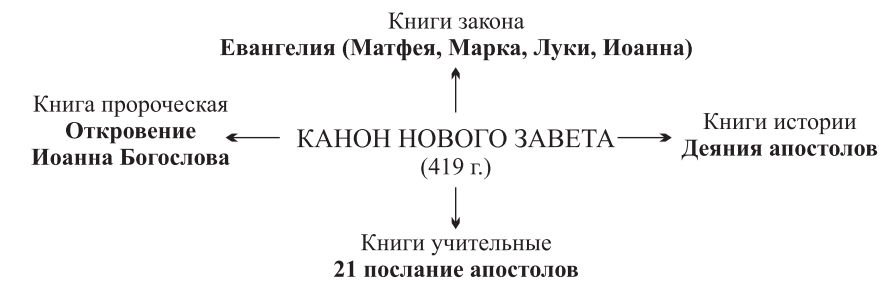 Книги закона
Евангелия (Матфея, Марка, Луки, Иоанна)
Книга пророческая
Откровение
Иоанна Богослова
КАНОН НОВОГО ЗАВЕТА
(419 г.)
Книги истории
Деяния апостолов
Книги учительные
21 послание апостолов